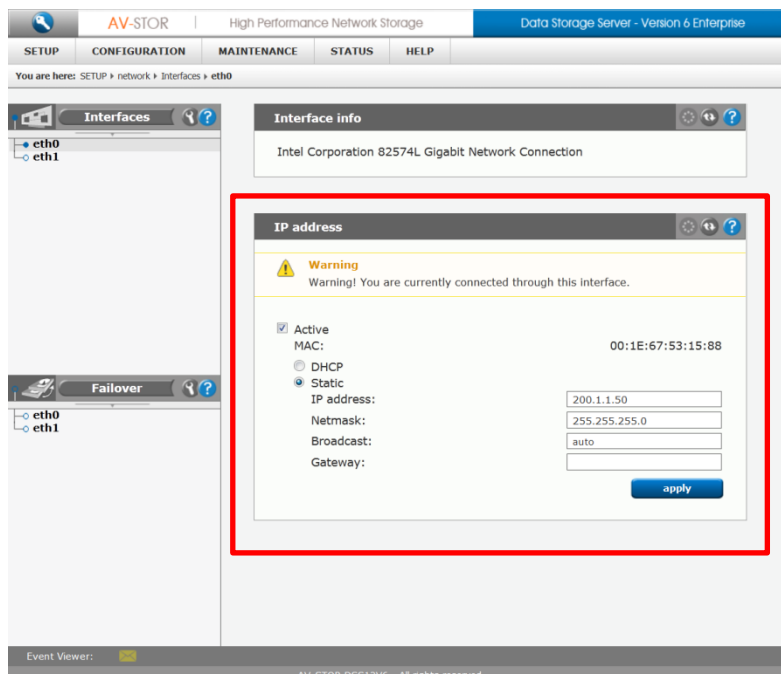 AV-STOR | High Performance Network Storage Data Storage Server - Version 6 Enterprise
SETUP CONFIGURATION MAINTENANCE STATUS HELP
You are here: SETUP network Interfaces eth0
Interfaces
eth0
eth1
Interface info
Intel Corporation 82574L Gigabit Network Connection
IP address
Warning
Warning! You are currently connected through this interface.
Active
MAC: 00:1E:67:53:15:88
DHCP
Static
IP address: 200.1.1.50
Netmask: 255.255.255.0
Broadcast: auto
Gateway:
apply
Failover
eth0
eth1
Event Viewer:
All rights reserved